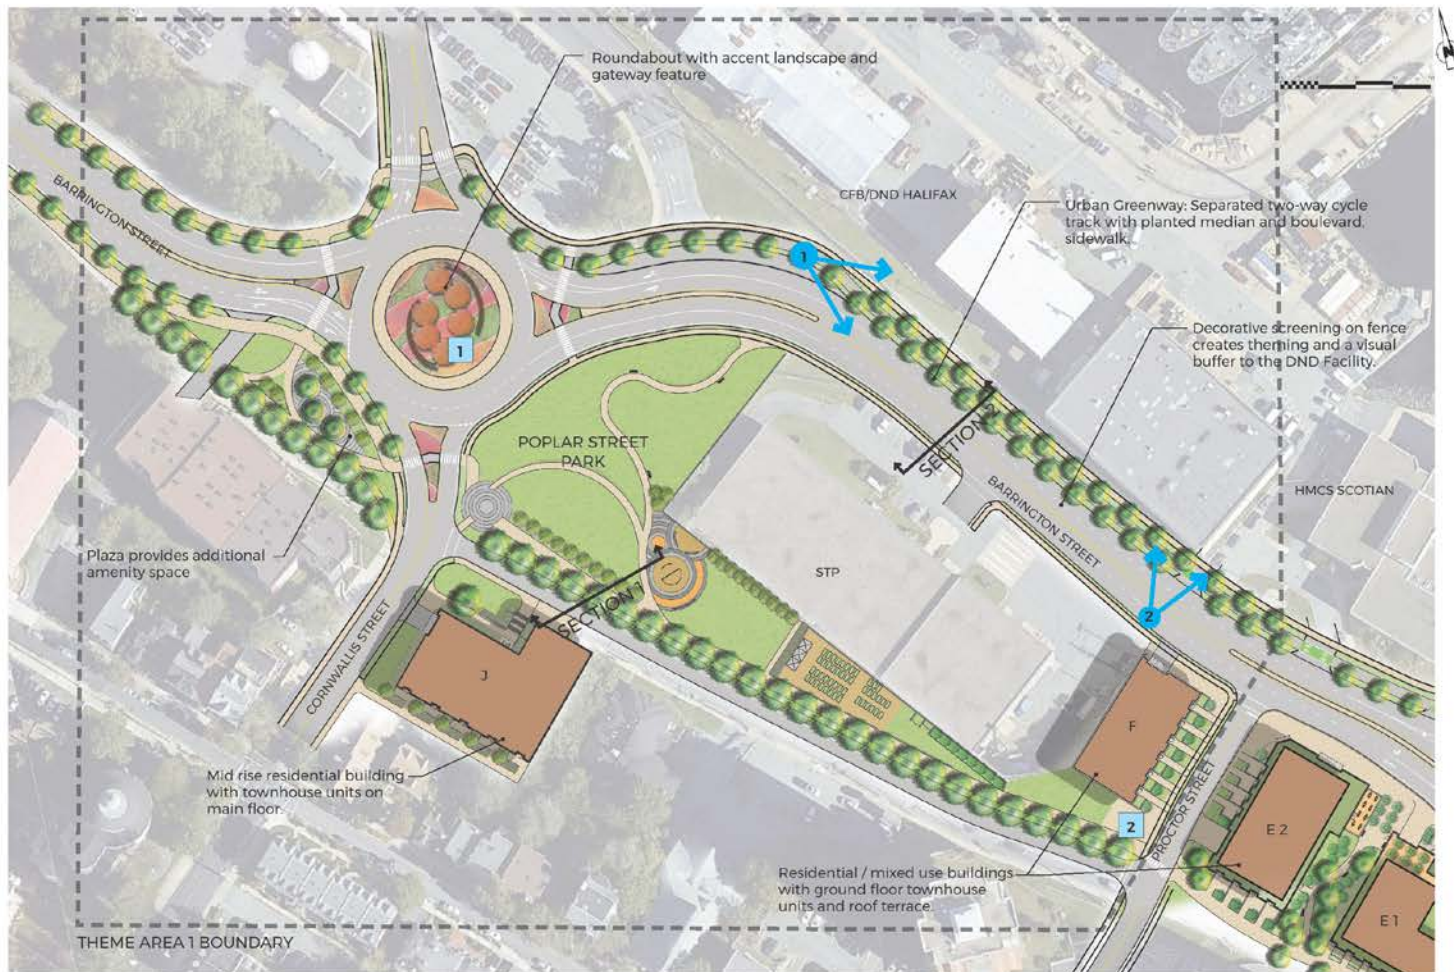 Roundabout with accent landscape and
gateway feature
N
BARRINGTON STREET
CFB/DND HALIFAX
Urban Greenway: Separated two-way cycle
track with planted median and boulevard,
sidewalk.
1
1
Decorative screening on fence
creates theming and a visual
buffer to the DND Facility.
POPLAR STREET
PARK
SECTION 2
BARRINGTON STREET
HMCS SCOTIAN
Plaza provides additional
amenity space
STP
SECTION 1
2
CORNWALLIS STREET
J
F
Mid rise residential building
with townhouse units on
main floor.
PROCTOR STREET
2
E 2
Residential / mixed use buildings
with ground floor townhouse
units and roof terrace.
E 1
THEME AREA 1 BOUNDARY